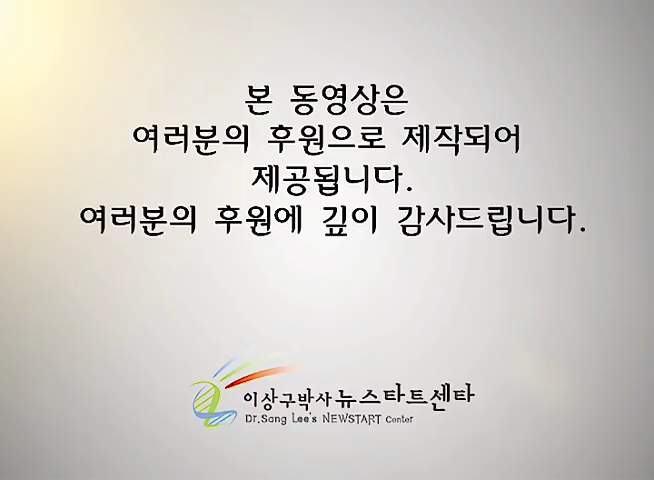 본 동영상은
여러분의 후원으로 제작되어
제공됩니다.
여러분의 후원에 깊이 감사드립니다.
이상구박사 뉴스타트센타
Dr.Sang Lee's NEWSTART Center